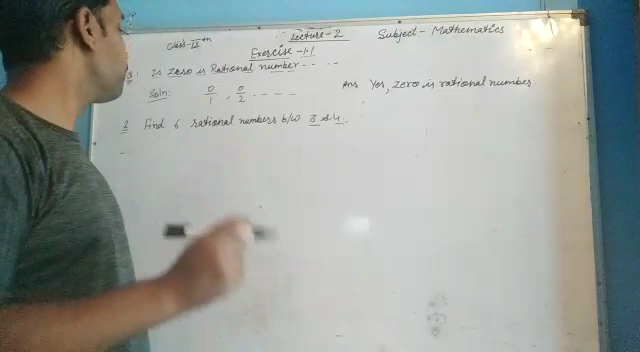 Class-IXth Lecture-2 Subject- Mathematics
Exercise-1.1
Q1 Is zero is Rational number- - - -
Soln: 0/1, 0/2 - - - - Ans Yes, zero is rational number
2 Find 6 rational numbers b/w 3 & 4.